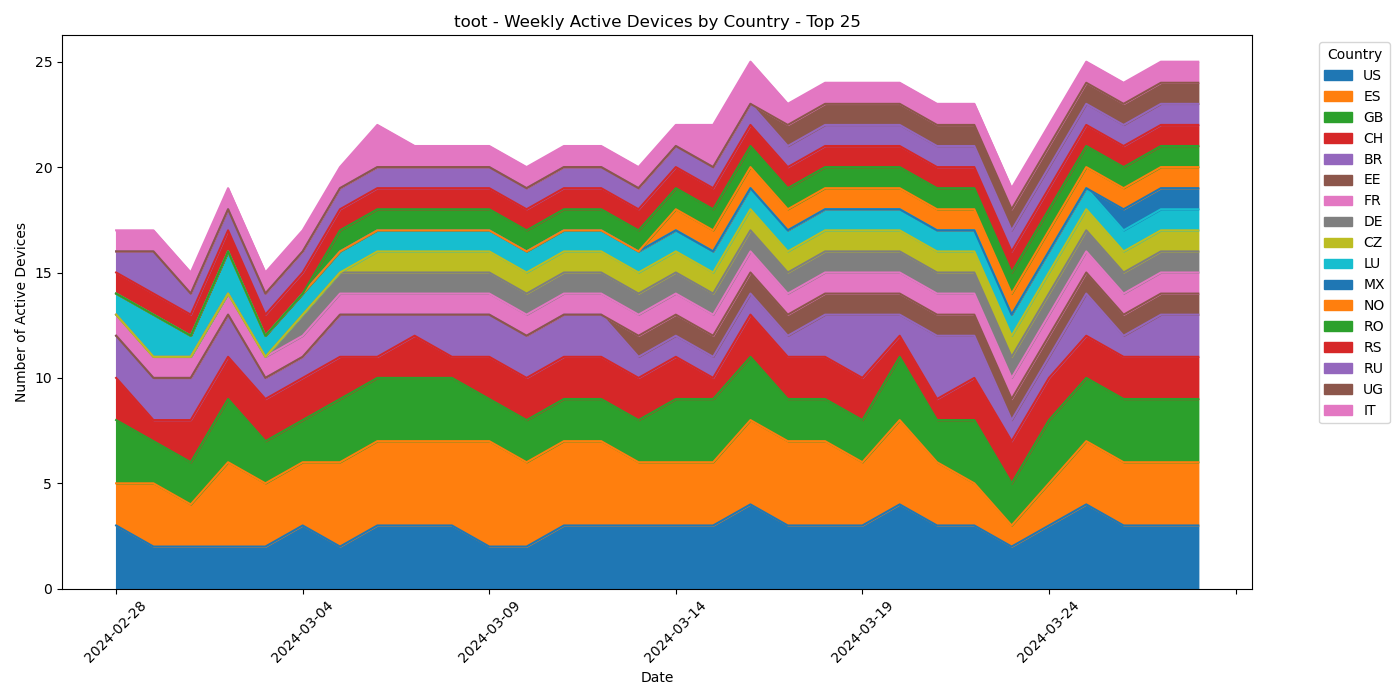 toot - Weekly Active Devices by Country - Top 25
Number of Active Devices
25
20
15
10
5
0
2024-02-28
2024-03-04
2024-03-09
2024-03-14
2024-03-19
2024-03-24
Date
Country
US
ES
GB
CH
BR
EE
FR
DE
CZ
LU
MX
NO
RO
RS
RU
UG
IT